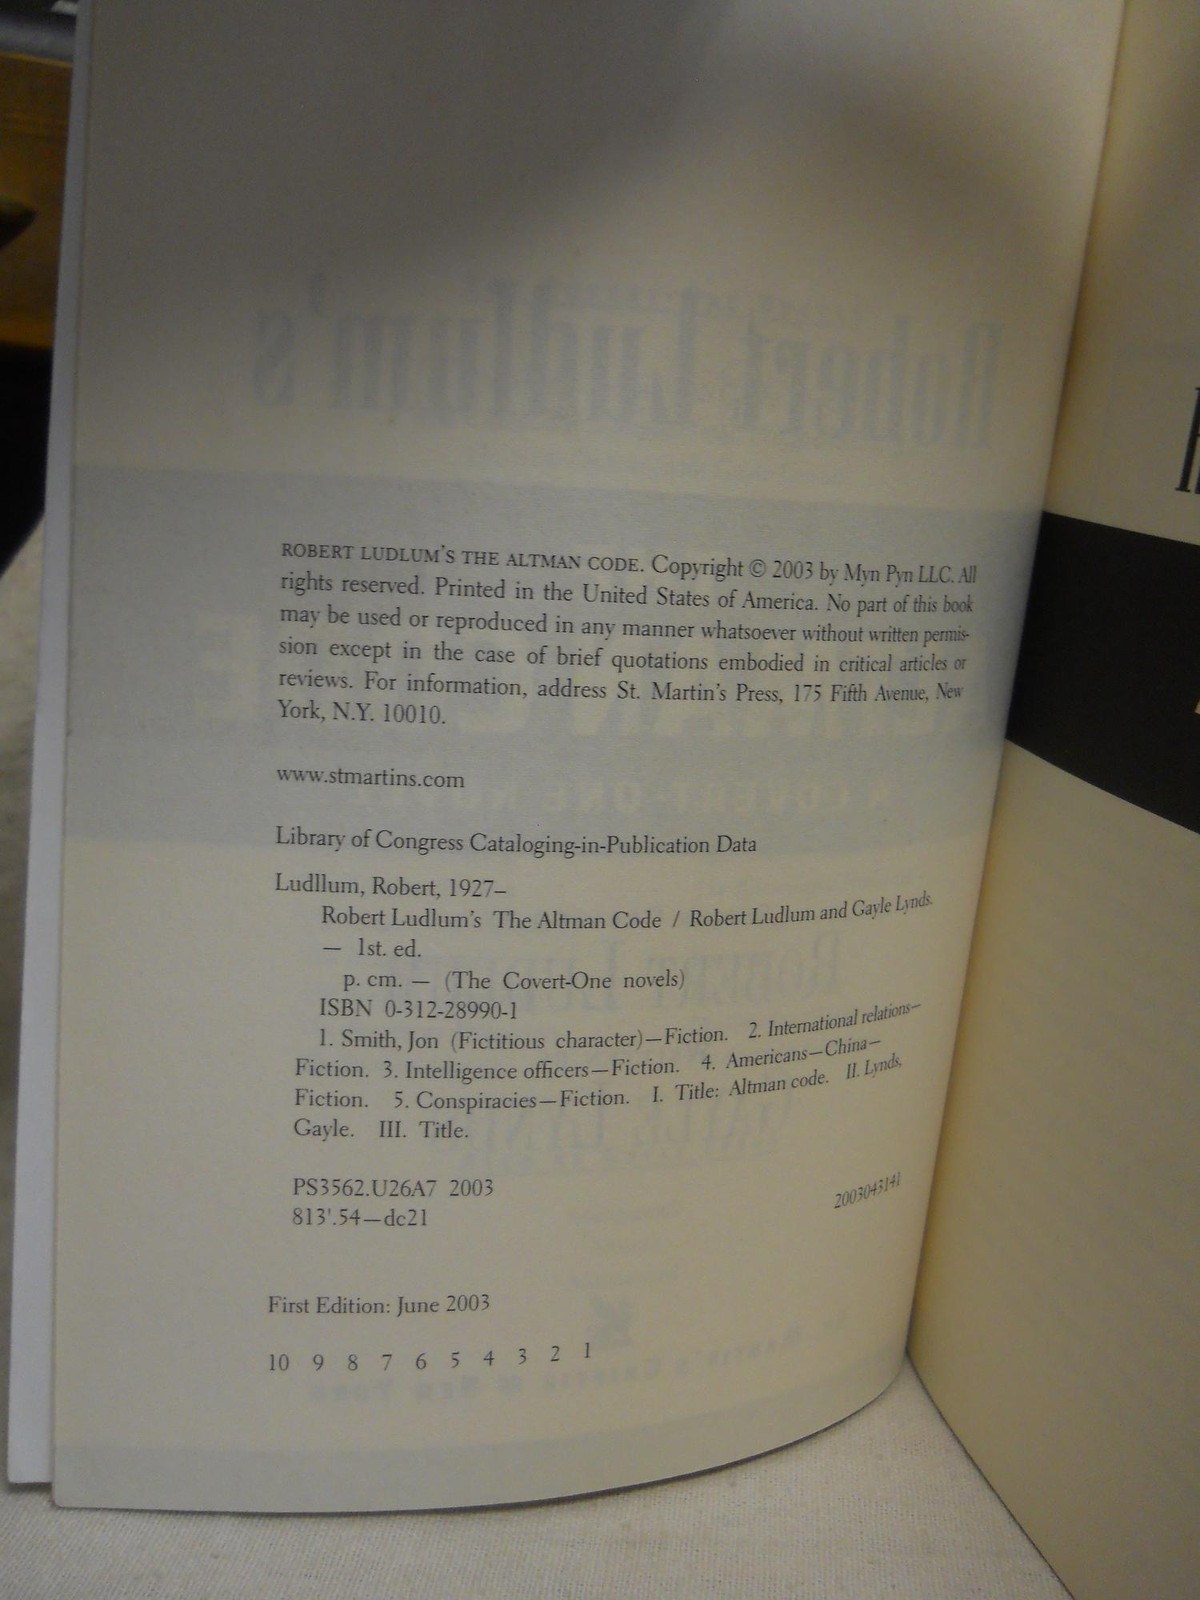 ROBERT LUDLUM'S THE ALTMAN CODE. Copyright © 2003 by Myn Pyn LLC. All
rights reserved. Printed in the United States of America. No part of this book
may be used or reproduced in any manner whatsoever without written permis-
sion except in the case of brief quotations embodied in critical articles or
reviews. For information, address St. Martin's Press, 175 Fifth Avenue, New
York, N.Y. 10010.
www.stmartins.com
Library of Congress Cataloging-in-Publication Data
Ludllum, Robert, 1927–
Robert Ludlum's The Altman Code / Robert Ludlum and Gayle Lynds.
— 1st. ed.
p. cm. — (The Covert-One novels)
ISBN 0-312-28990-1
1. Smith, Jon (Fictitious character)—Fiction. 2. International relations—
Fiction. 3. Intelligence officers—Fiction. 4. Americans—China—
Fiction. 5. Conspiracies—Fiction. I. Title: Altman code. II. Lynds,
Gayle. III. Title.
PS3562.U26A7 2003
813'.54—dc21
2003043141
First Edition: June 2003
10 9 8 7 6 5 4 3 2 1